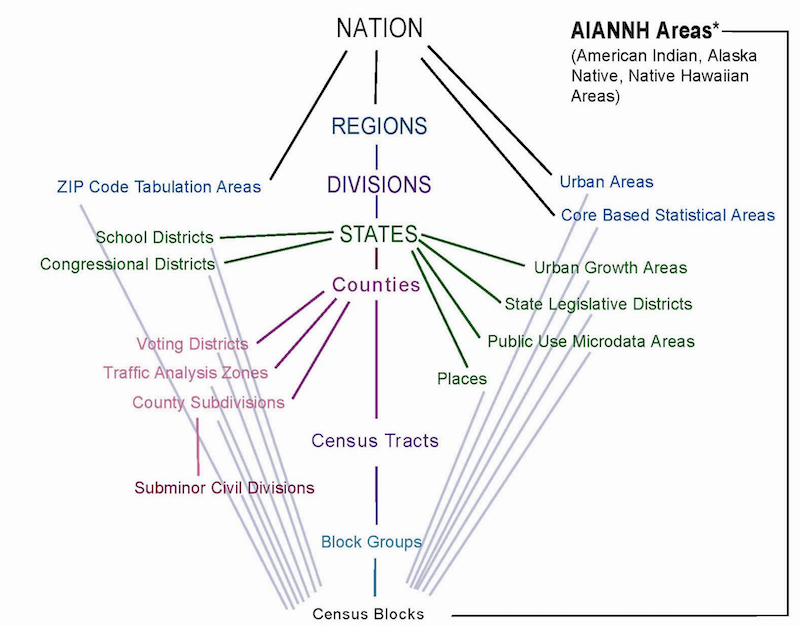 NATION
AIANNH Areas*
(American Indian, Alaska
Native, Native Hawaiian
Areas)
REGIONS
ZIP Code Tabulation Areas
DIVISIONS
Urban Areas
Core Based Statistical Areas
School Districts
STATES
Congressional Districts
Urban Growth Areas
Counties
State Legislative Districts
Voting Districts
Public Use Microdata Areas
Traffic Analysis Zones
Places
County Subdivisions
Census Tracts
Subminor Civil Divisions
Block Groups
Census Blocks